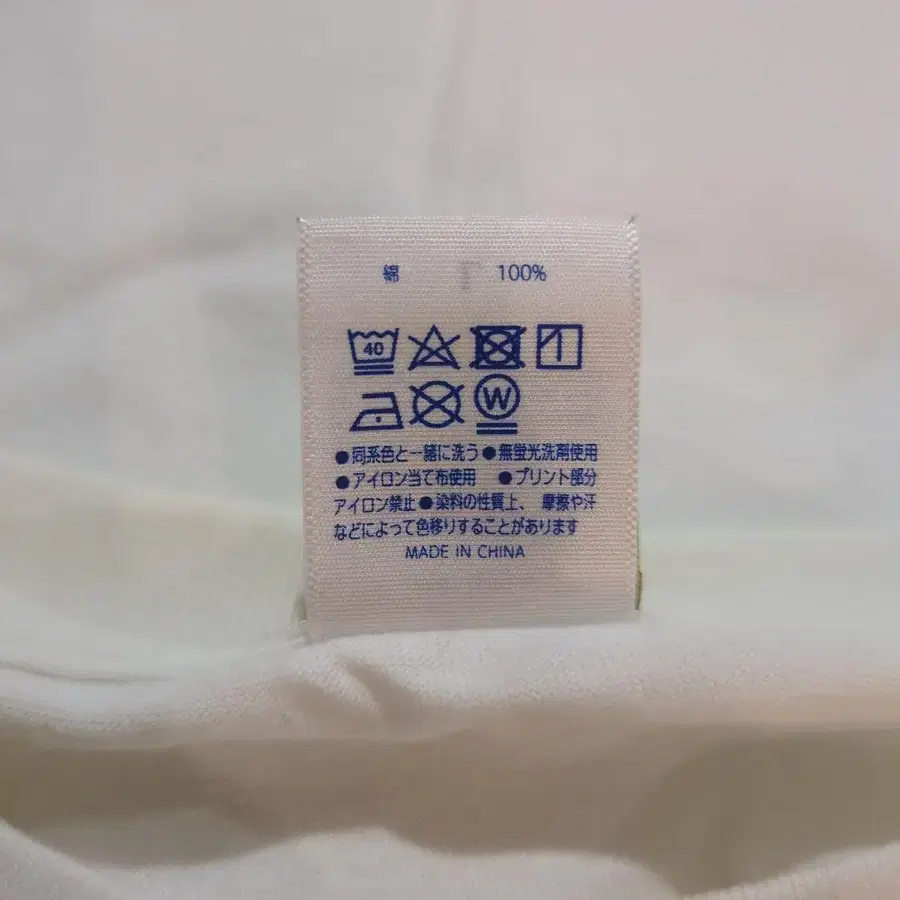 綿 100%
40
W
●同系色と一緒に洗う ●無蛍光洗剤使用
●アイロン当て布使用 ●プリント部分
アイロン禁止 ●染料の性質上、摩擦や汗
などによって色移りすることがあります
MADE IN CHINA